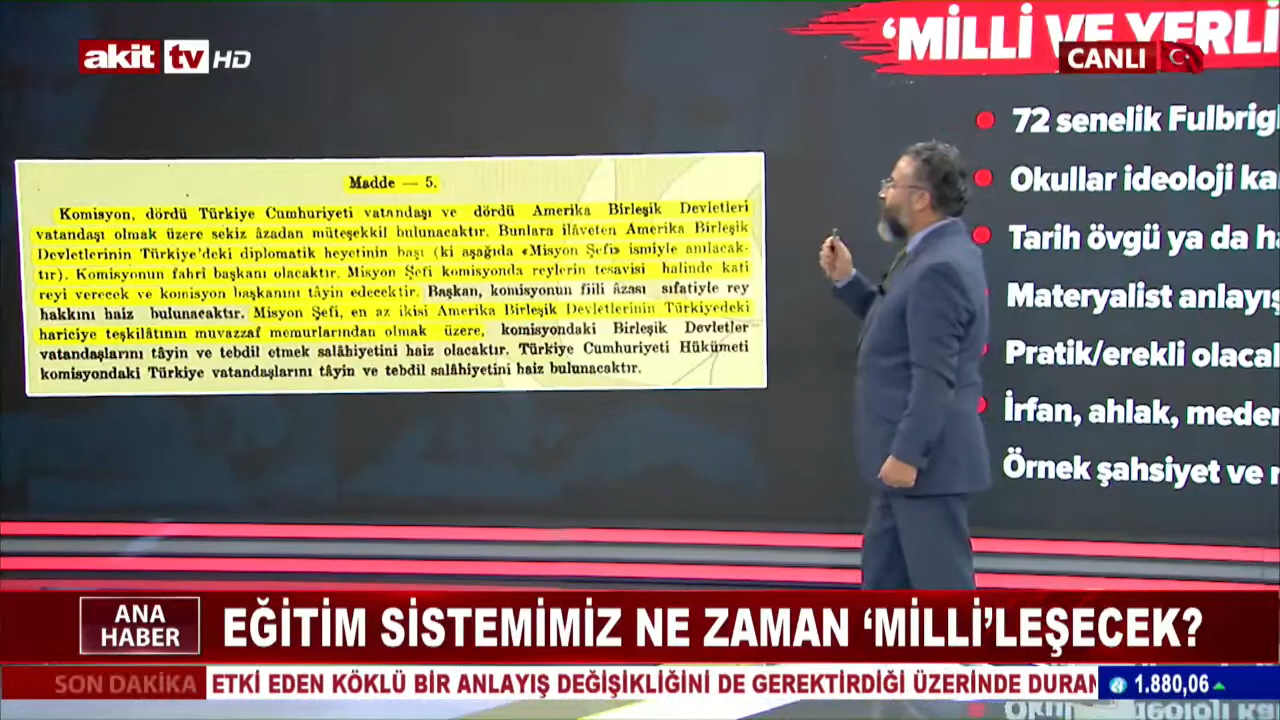 akit tv HD
'MİLLİ VE YERLİ
CANLI
72 senelik Fulbrig
Okullar ideoloji ka
Tarih övgü ya da h
Materyalist anlayış
Pratik/erekli olaca
İrfan, ahlak, meden
Örnek şahsiyet ve
Madde — 5.
Komisyon, dördü Türkiye Cumhuriyeti vatandaşı ve dördü Amerika Birleşik Devletleri
vatandaşı olmak üzere sekiz âzadan müteşekkil bulunacaktır. Bunlara ilâveten Amerika Birleşik
Devletlerinin Türkiye'deki diplomatik heyetinin başı (ki aşağıda «Misyon Şefi» ismiyle anılacak-
tır). Komisyonun fahrî başkanı olacaktır. Misyon Şefi komisyonda reylerin tesavisi halinde kati
reyi verecek ve komisyon başkanını tâyin edecektir. Başkan, komisyonun fiilî âzası sıfatiyle rey
hakkını haiz bulunacaktır. Misyon Şefi, en az ikisi Amerika Birleşik Devletlerinin Türkiyedeki
hariciye teşkilâtının muvazzaf memurlarından olmak üzere, komisyondaki Birleşik Devletler
vatandaşlarını tâyin ve tebdil etmek salâhiyetini haiz olacaktır. Türkiye Cumhuriyeti Hükümeti
komisyondaki Türkiye vatandaşlarını tâyin ve tebdil salâhiyetini haiz bulunacaktır.
ANA HABER
EĞİTİM SİSTEMİMİZ NE ZAMAN 'MİLLİ'LEŞECEK?
SON DAKİKA
ETKİ EDEN KÖKLÜ BİR ANLAYIŞ DEĞİŞİKLİĞİNİ DE GEREKTİRDİĞİ ÜZERİNDE DURAN
1.880,06